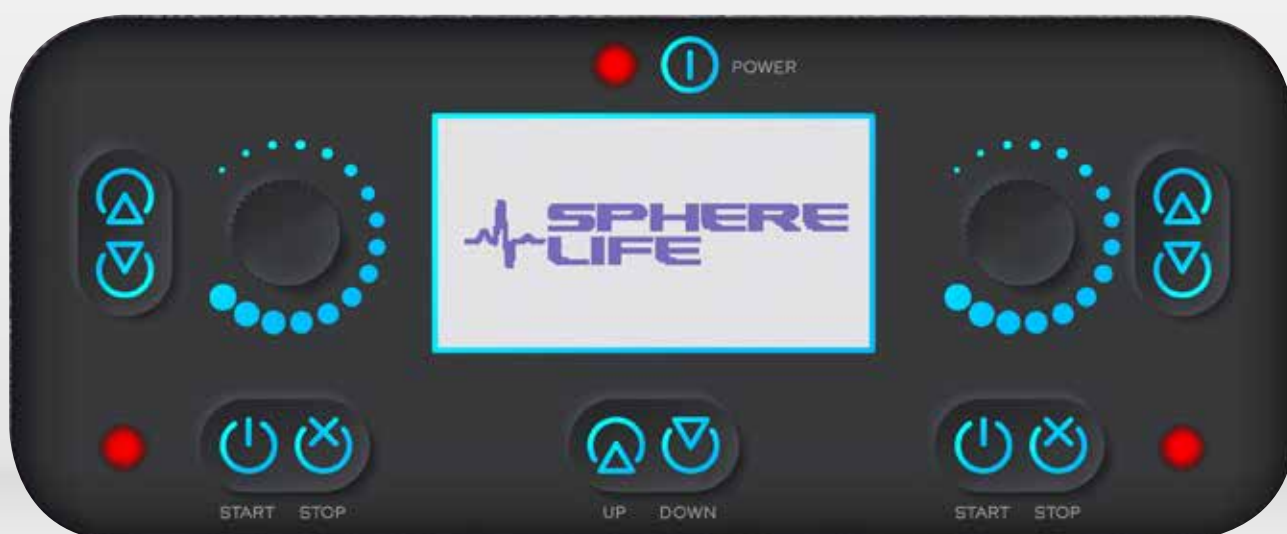 POWER
SPHERE
LIFE
START STOP
UP DOWN
START STOP